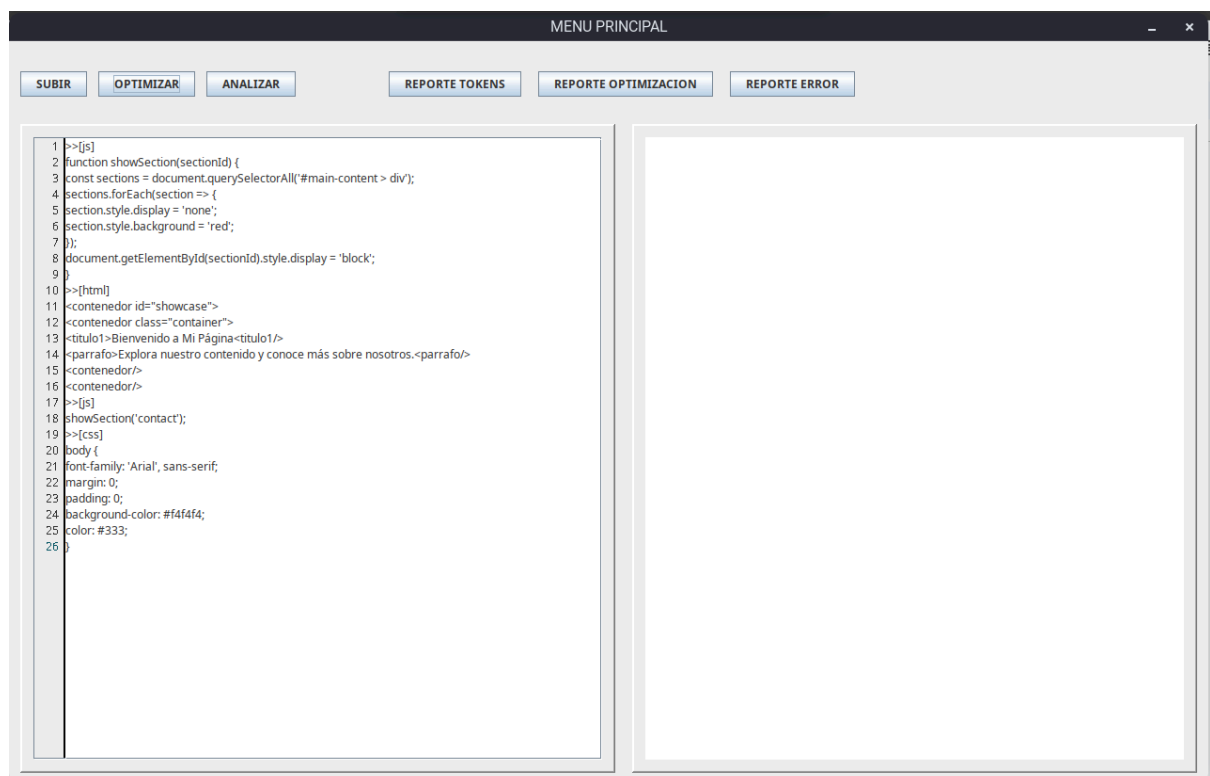 MENU PRINCIPAL
SUBIR OPTIMIZAR ANALIZAR REPORTE TOKENS REPORTE OPTIMIZACION REPORTE ERROR
1 >>[js]
2 function showSection(sectionId) {
3 const sections = document.querySelectorAll('#main-content > div');
4 sections.forEach(section => {
5 section.style.display = 'none';
6 section.style.background = 'red';
7 });
8 document.getElementById(sectionId).style.display = 'block';
9 }
10 >>[html]
11 <contenedor id="showcase">
12 <contenedor class="container">
13 <titulo1>Bienvenido a Mi Página<titulo1/>
14 <parrafo>Explora nuestro contenido y conoce más sobre nosotros.<parrafo/>
15 <contenedor/>
16 <contenedor/>
17 >>[js]
18 showSection('contact');
19 >>[css]
20 body {
21 font-family: 'Arial', sans-serif;
22 margin: 0;
23 padding: 0;
24 background-color: #f4f4f4;
25 color: #333;
26 }